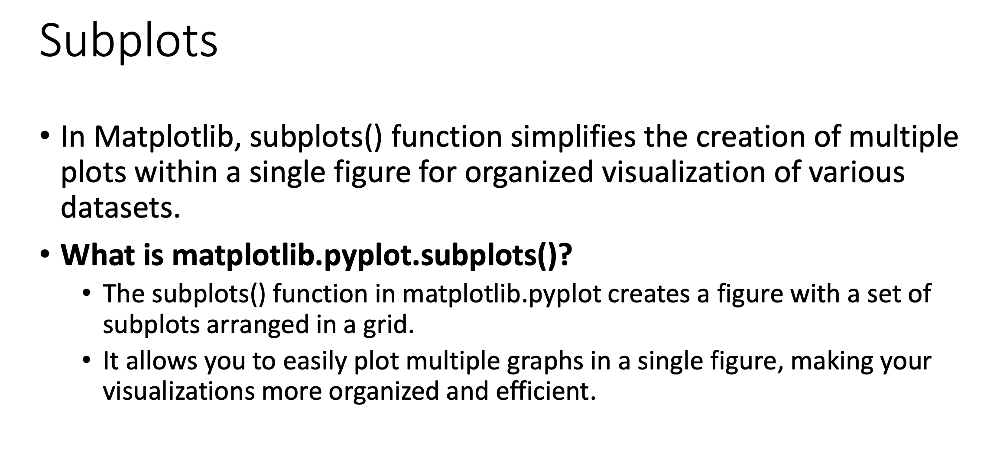 Subplots
• In Matplotlib, subplots() function simplifies the creation of multiple
plots within a single figure for organized visualization of various
datasets.
• What is matplotlib.pyplot.subplots()?
• The subplots() function in matplotlib.pyplot creates a figure with a set of
subplots arranged in a grid.
• It allows you to easily plot multiple graphs in a single figure, making your
visualizations more organized and efficient.